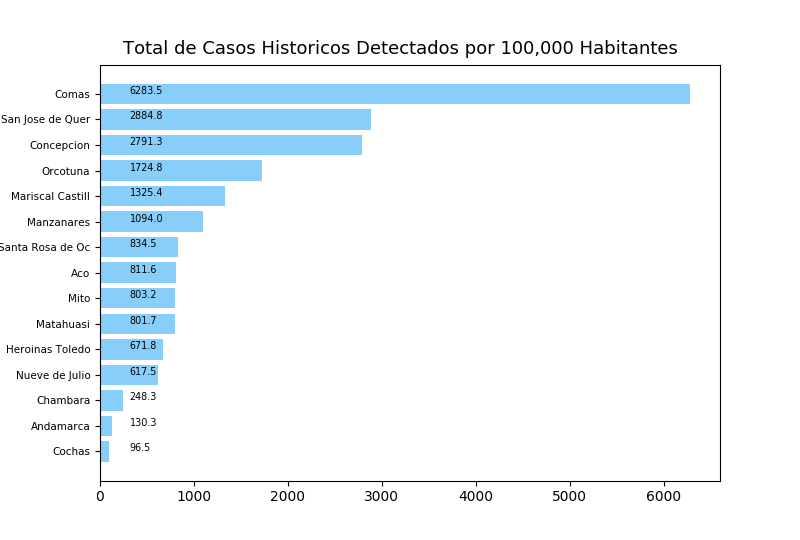 Total de Casos Historicos Detectados por 100,000 Habitantes
Comas 6283.5
San Jose de Quer 2884.8
Concepcion 2791.3
Orcotuna 1724.8
Mariscal Castill 1325.4
Manzanares 1094.0
Santa Rosa de Oc 834.5
Aco 811.6
Mito 803.2
Matahuasi 801.7
Heroinas Toledo 671.8
Nueve de Julio 617.5
Chambara 248.3
Andamarca 130.3
Cochas 96.5
0 1000 2000 3000 4000 5000 6000